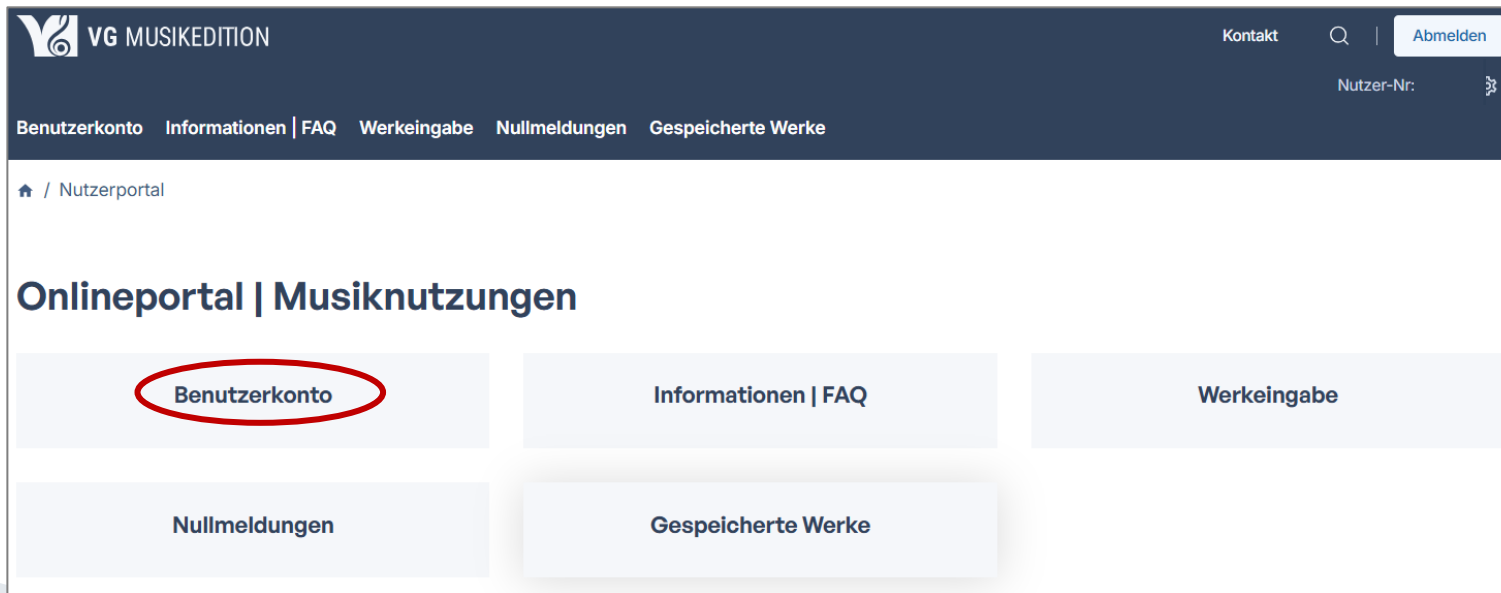 VG MUSIKEDITION
Kontakt
Abmelden
Nutzer-Nr:
Benutzerkonto Informationen | FAQ Werkeingabe Nullmeldungen Gespeicherte Werke
/ Nutzerportal
Onlineportal | Musiknutzungen
Benutzerkonto Informationen | FAQ Werkeingabe
Nullmeldungen Gespeicherte Werke